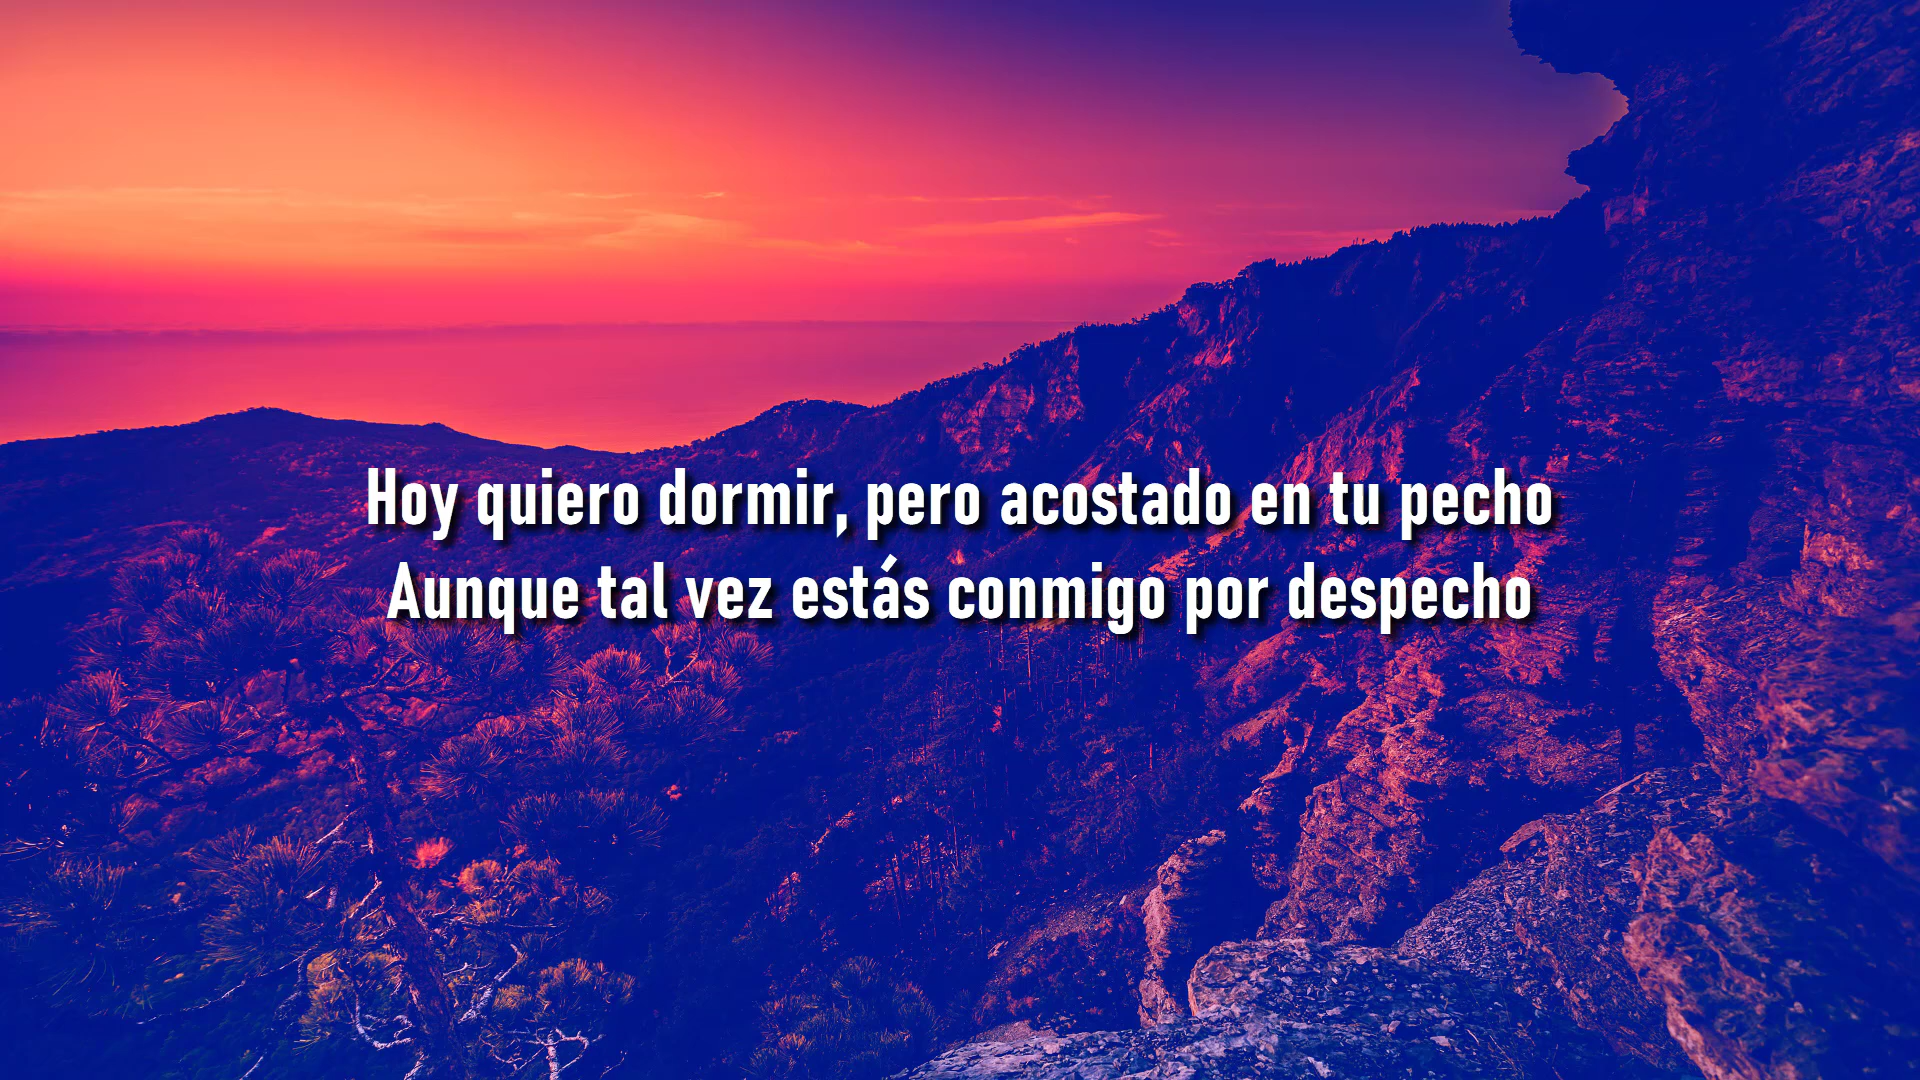 Hoy quiero dormir, pero acostado en tu pecho
Aunque tal vez estás conmigo por despecho